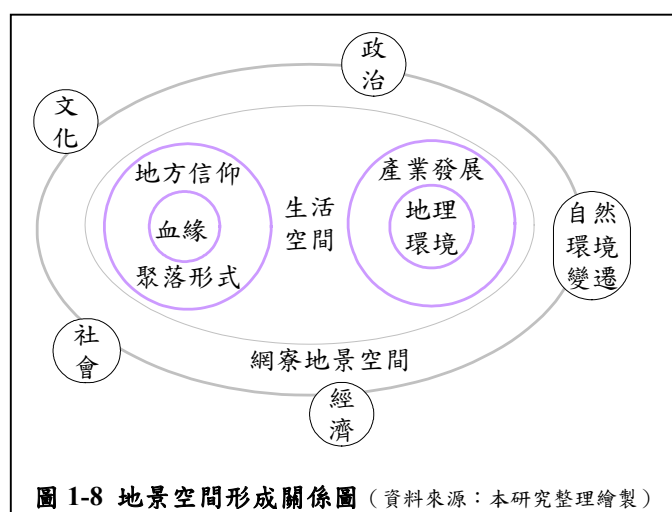 政
治
文
化
地方信仰
血緣
聚落形式
生活
空間
產業發展
地理
環境
自然
環境
變遷
社
會
網寮地景空間
經
濟
圖 1-8 地景空間形成關係圖（資料來源：本研究整理繪製）